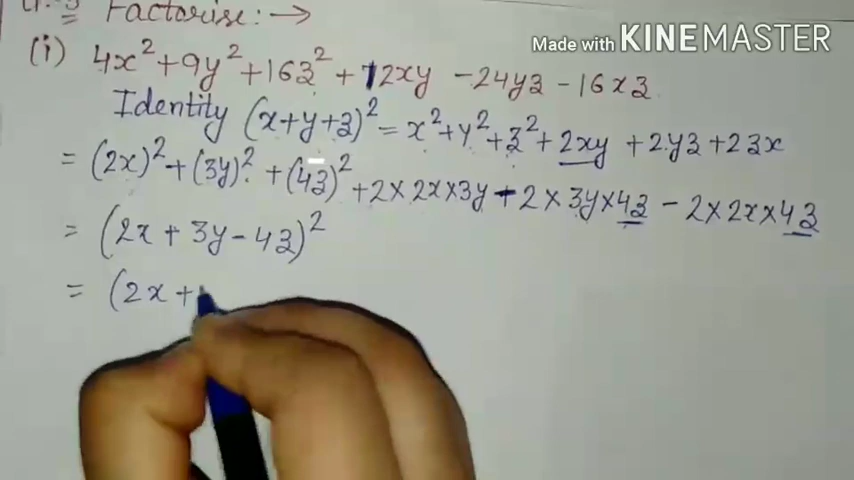 Factorise:→
Made with KINEMASTER
(i) 4x² + 9y² + 16z² + 12xy - 24yz - 16xz
Identity (x+y+z)² = x² + y² + z² + 2xy + 2yz + 2zx
= (2x)² + (3y)² + (4z)² + 2×2x×3y - 2×3y×4z - 2×2x×4z
= (2x + 3y - 4z)²
= (2x +